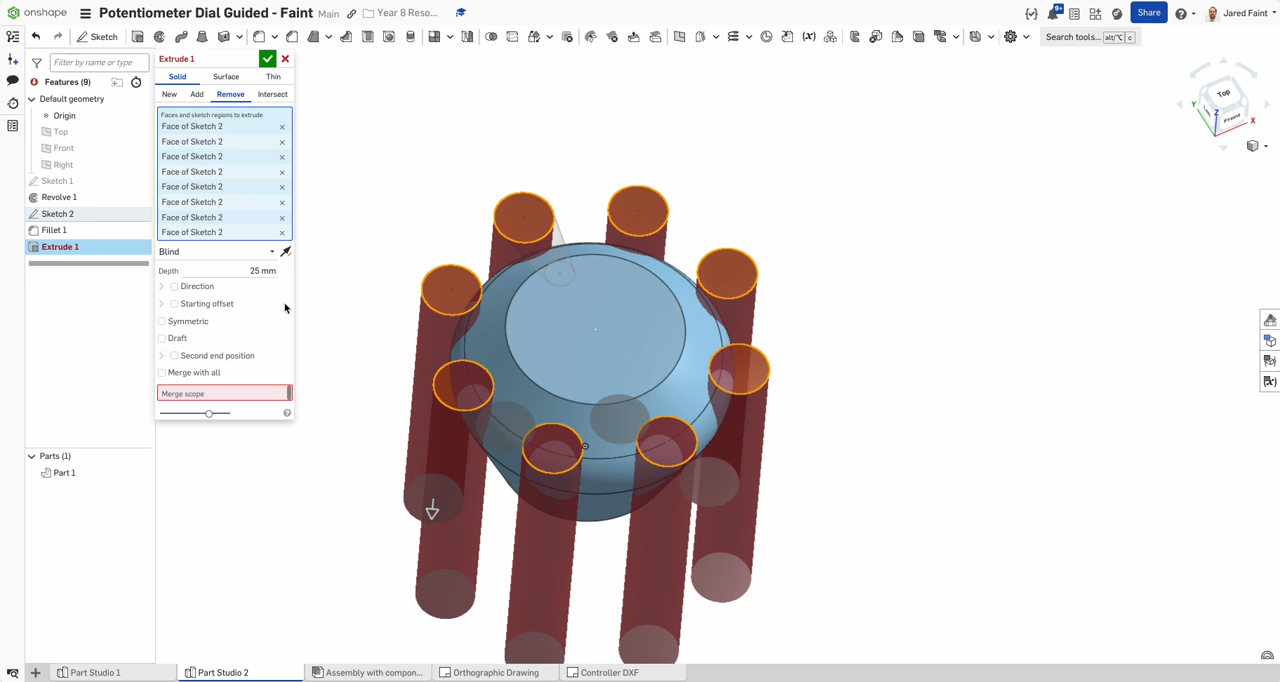 onshape Potentiometer Dial Guided - Faint Main Year 8 Reso... 9+ Share Jared Faint
Sketch Search tools... alt/⌥ c
Filter by name or type
Features (9)
Default geometry
Origin
Top
Front
Right
Sketch 1
Revolve 1
Sketch 2
Fillet 1
Extrude 1
Parts (1)
Part 1
Extrude 1
Solid Surface Thin
New Add Remove Intersect
Faces and sketch regions to extrude
Face of Sketch 2
Face of Sketch 2
Face of Sketch 2
Face of Sketch 2
Face of Sketch 2
Face of Sketch 2
Face of Sketch 2
Face of Sketch 2
Blind
Depth 25 mm
Direction
Starting offset
Symmetric
Draft
Second end position
Merge with all
Merge scope
Top
Front
X
Y
Z
Part Studio 1 Part Studio 2 Assembly with compon... Orthographic Drawing Controller DXF